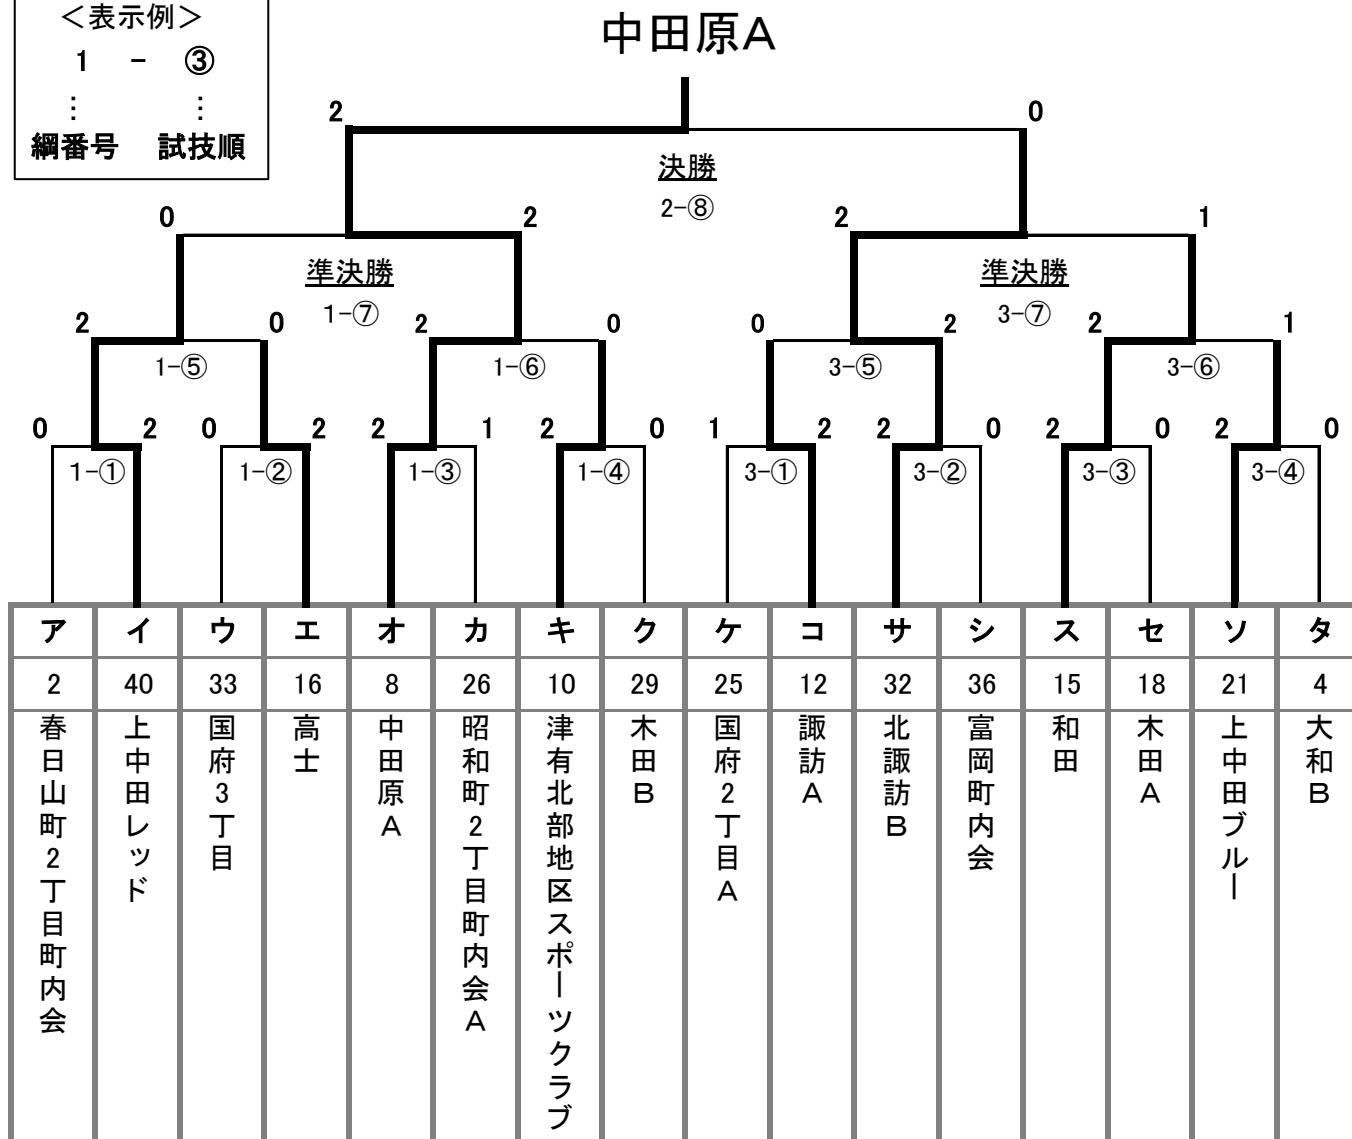 ＜表示例＞
1 － ③
⋮ ⋮
綱番号 試技順
中田原A
2 0
決勝
2-⑧
0 2 2 1
準決勝 準決勝
1-⑦ 3-⑦
2 0 2 0 0 2 2 1
1-⑤ 1-⑥ 3-⑤ 3-⑥
0 2 0 2 2 1 2 0 1 2 2 0 2 0 2 0
1-① 1-② 1-③ 1-④ 3-① 3-② 3-③ 3-④
ア イ ウ エ オ カ キ ク ケ コ サ シ ス セ ソ タ
2 40 33 16 8 26 10 29 25 12 32 36 15 18 21 4
春日山町2丁目町内会
上中田レッド
国府3丁目
高士
中田原A
昭和町2丁目町内会A
津有北部地区スポーツクラブ
木田B
国府2丁目A
諏訪A
北諏訪B
富岡町内会
和田
木田A
上中田ブルー
大和B